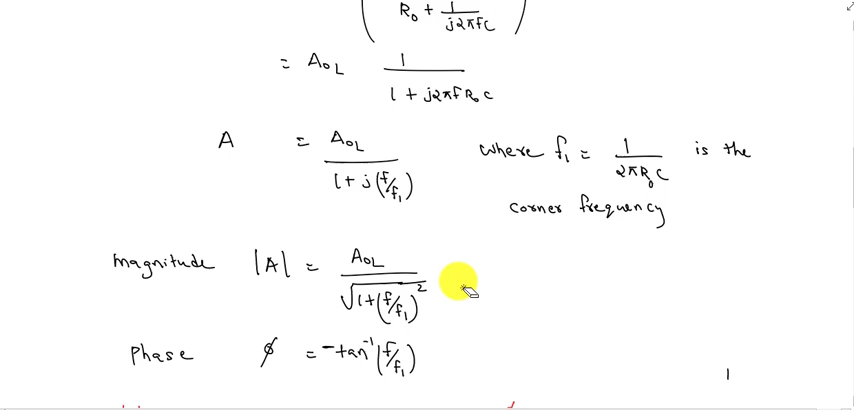 ( R₀ + 1/(j2πfC) )
= A_OL 1/(1 + j2πfR₀C)
A = A_OL/(1 + j(f/f₁)) where f₁ = 1/(2πR₀C) is the
corner frequency
magnitude |A| = A_OL/√(1+(f/f₁)²)
Phase ϕ = -tan⁻¹(f/f₁)
1